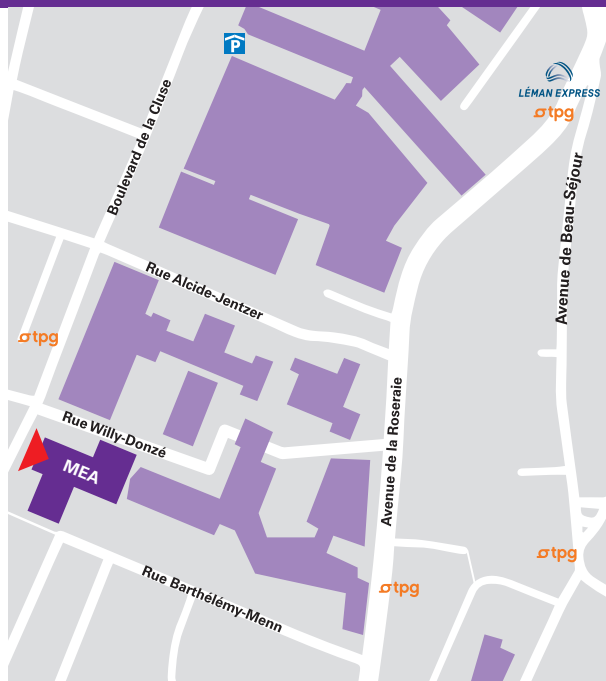 P
LÉMAN EXPRESS
tpg
Boulevard de la Cluse
Avenue de Beau-Séjour
Rue Alcide-Jentzer
tpg
Avenue de la Roseraie
Rue Willy-Donzé
MEA
tpg
Rue Barthélémy-Menn
tpg